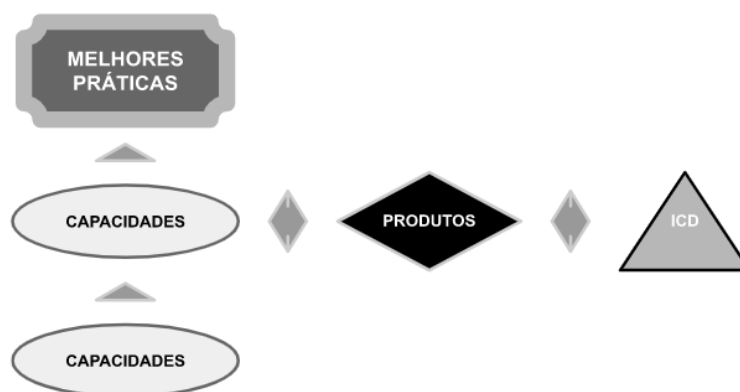 MELHORES
PRÁTICAS
CAPACIDADES
PRODUTOS
ICD
CAPACIDADES